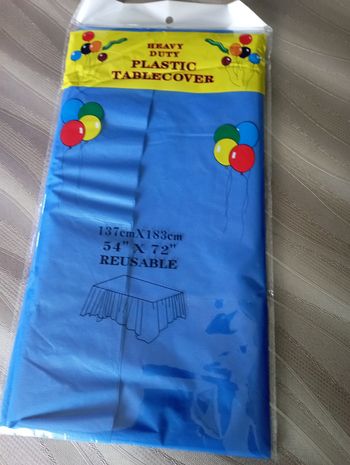 HEAVY
DUTY
PLASTIC
TABLECOVER
137cmX183cm
54" X 72"
REUSABLE